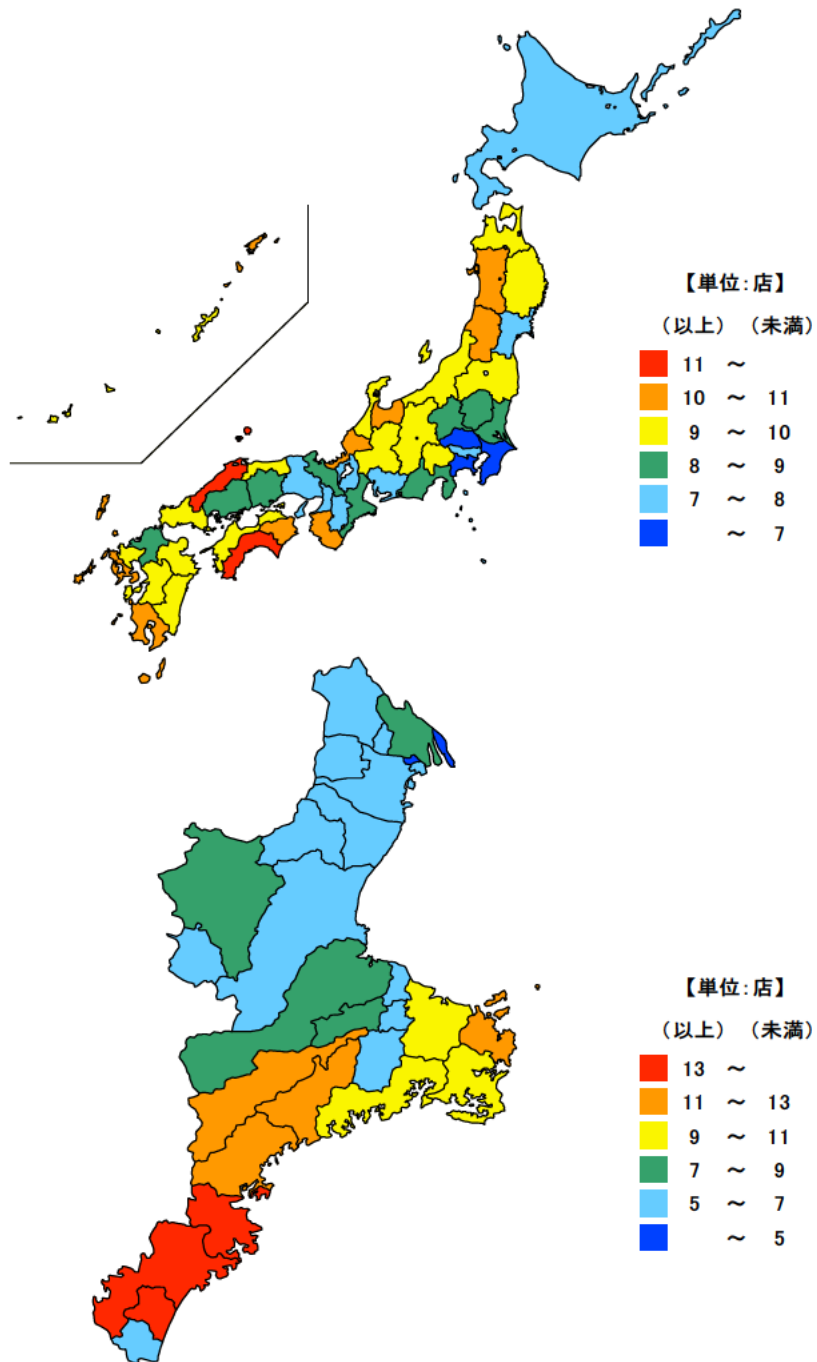 【単位:店】
(以上) (未満)
11 ～
10 ～ 11
9 ～ 10
8 ～ 9
7 ～ 8
～ 7
【単位:店】
(以上) (未満)
13 ～
11 ～ 13
9 ～ 11
7 ～ 9
5 ～ 7
～ 5